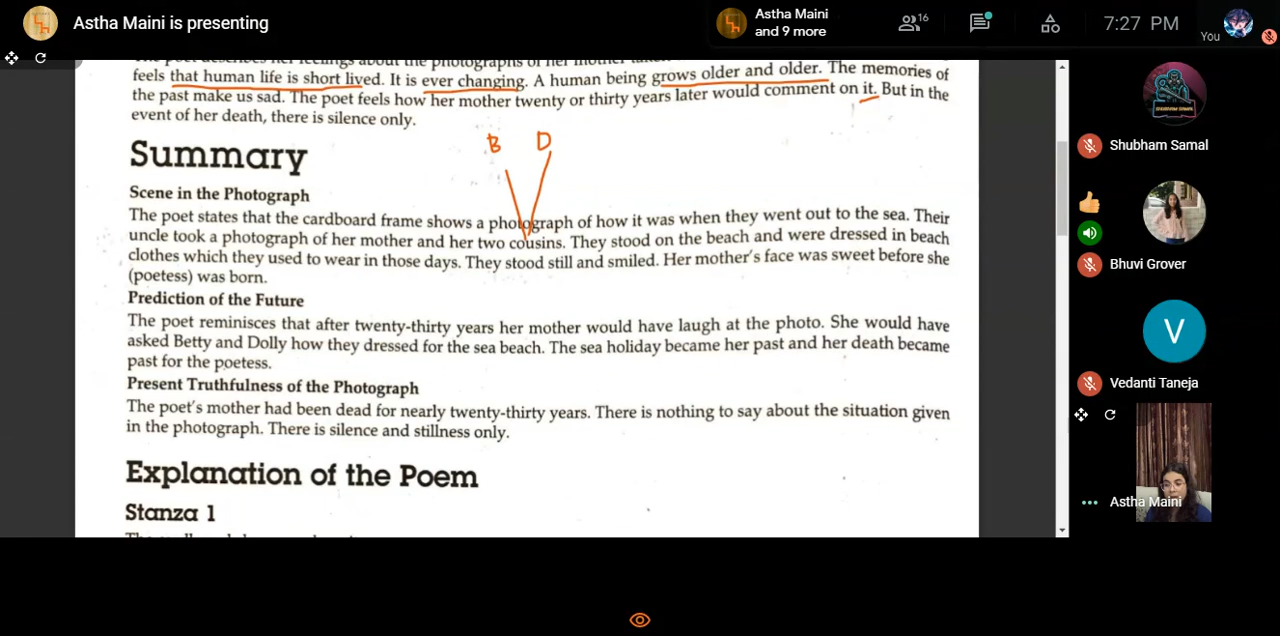 Astha Maini is presenting
Astha Maini
and 9 more
16
7:27 PM
You
feelings about the photographs of her mother
feels that human life is short lived. It is ever changing. A human being grows older and older. The memories of
the past make us sad. The poet feels how her mother twenty or thirty years later would comment on it. But in the
event of her death, there is silence only.
B D
Summary
Scene in the Photograph
The poet states that the cardboard frame shows a photograph of how it was when they went out to the sea. Their
uncle took a photograph of her mother and her two cousins. They stood on the beach and were dressed in beach
clothes which they used to wear in those days. They stood still and smiled. Her mother's face was sweet before she
(poetess) was born.
Prediction of the Future
The poet reminisces that after twenty-thirty years her mother would have laugh at the photo. She would have
asked Betty and Dolly how they dressed for the sea beach. The sea holiday became her past and her death became
past for the poetess.
Present Truthfulness of the Photograph
The poet's mother had been dead for nearly twenty-thirty years. There is nothing to say about the situation given
in the photograph. There is silence and stillness only.
Explanation of the Poem
Stanza 1
Shubham Samal
Bhuvi Grover
V
Vedanti Taneja
Astha Maini